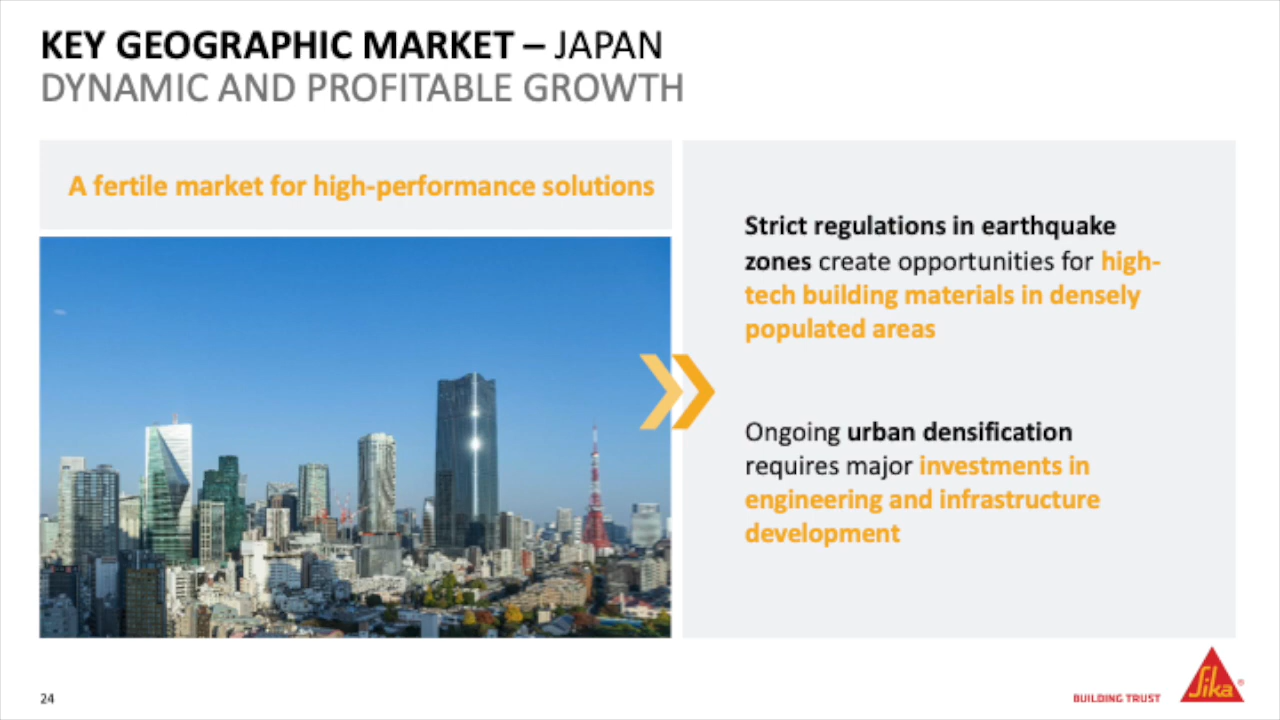 KEY GEOGRAPHIC MARKET – JAPAN
DYNAMIC AND PROFITABLE GROWTH
A fertile market for high-performance solutions
Strict regulations in earthquake
zones create opportunities for high-
tech building materials in densely
populated areas
Ongoing urban densification
requires major investments in
engineering and infrastructure
development
24
BUILDING TRUST
Sika®